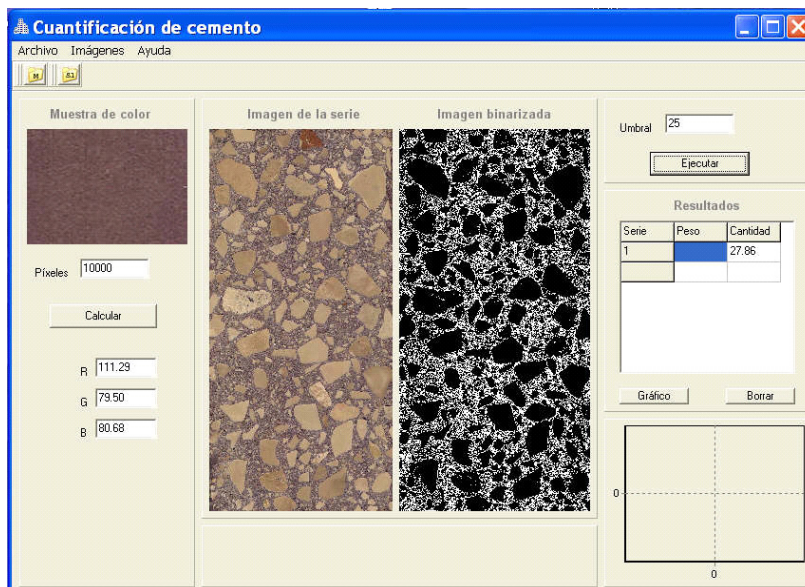 Cuantificación de cemento
Archivo Imágenes Ayuda
M
Muestra de color
Imagen de la serie
Imagen binarizada
Umbral 25
Ejecutar
Píxeles 10000
Calcular
R 111.29
G 79.50
B 80.68
Resultados
Serie Peso Cantidad
1 27.86
Gráfico Borrar
0
0